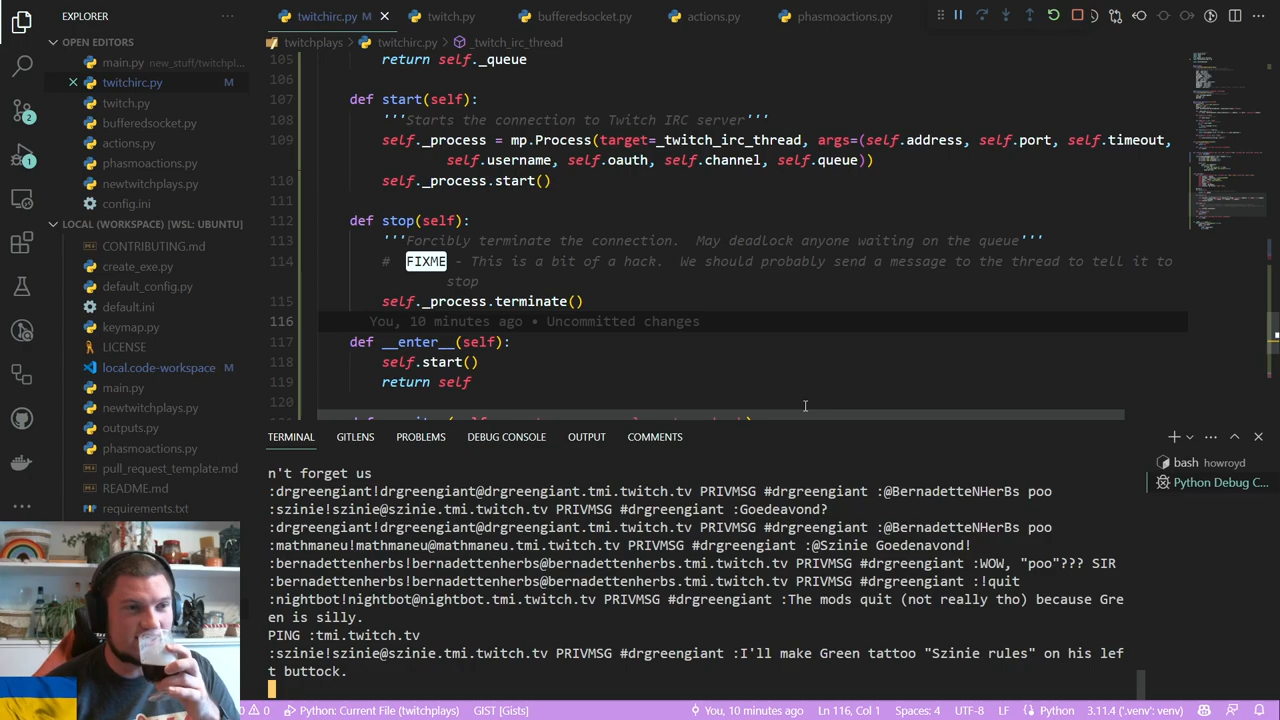 EXPLORER
OPEN EDITORS
main.py new_stuff/twitchpl...
twitchirc.py M
twitch.py
bufferedsocket.py
actions.py
phasmoactions.py
newtwitchplays.py
config.ini
LOCAL (WORKSPACE) [WSL: UBUNTU]
CONTRIBUTING.md
create_exe.py
default_config.py
default.ini
keymap.py
LICENSE
local.code-workspace M
main.py
newtwitchplays.py
outputs.py
phasmoactions.py
pull_request_template.md
README.md
requirements.txt
2
1
twitchirc.py M
twitch.py
bufferedsocket.py
actions.py
phasmoactions.py
twitchplays > twitchirc.py > _twitch_irc_thread
105 return self._queue
106
107 def start(self):
108 '''Starts the connection to Twitch IRC server'''
109 self._process = mp.Process(target=_twitch_irc_thread, args=(self.address, self.port, self.timeout,
self.username, self.oauth, self.channel, self.queue))
110 self._process.start()
111
112 def stop(self):
113 '''Forcibly terminate the connection. May deadlock anyone waiting on the queue'''
114 # FIXME - This is a bit of a hack. We should probably send a message to the thread to tell it to
stop
115 self._process.terminate()
116 You, 10 minutes ago • Uncommitted changes
117 def __enter__(self):
118 self.start()
119 return self
120
TERMINAL GITLENS PROBLEMS DEBUG CONSOLE OUTPUT COMMENTS
bash howroyd
Python Debug C...
n't forget us
:drgreengiant!drgreengiant@drgreengiant.tmi.twitch.tv PRIVMSG #drgreengiant :@BernadetteNHerBs poo
:szinie!szinie@szinie.tmi.twitch.tv PRIVMSG #drgreengiant :Goedeavond?
:drgreengiant!drgreengiant@drgreengiant.tmi.twitch.tv PRIVMSG #drgreengiant :@BernadetteNHerBs poo
:mathmaneu!mathmaneu@mathmaneu.tmi.twitch.tv PRIVMSG #drgreengiant :@Szinie Goedenavond!
:bernadettenherbs!bernadettenherbs@bernadettenherbs.tmi.twitch.tv PRIVMSG #drgreengiant :WOW, "poo"??? SIR
:bernadettenherbs!bernadettenherbs@bernadettenherbs.tmi.twitch.tv PRIVMSG #drgreengiant :!quit
:nightbot!nightbot@nightbot.tmi.twitch.tv PRIVMSG #drgreengiant :The mods quit (not really tho) because Gre
en is silly.
PING :tmi.twitch.tv
:szinie!szinie@szinie.tmi.twitch.tv PRIVMSG #drgreengiant :I'll make Green tattoo "Szinie rules" on his lef
t buttock.
0 Python: Current File (twitchplays) GIST [Gists] You, 10 minutes ago Ln 116, Col 1 Spaces: 4 UTF-8 LF Python 3.11.4 ('.venv': venv)